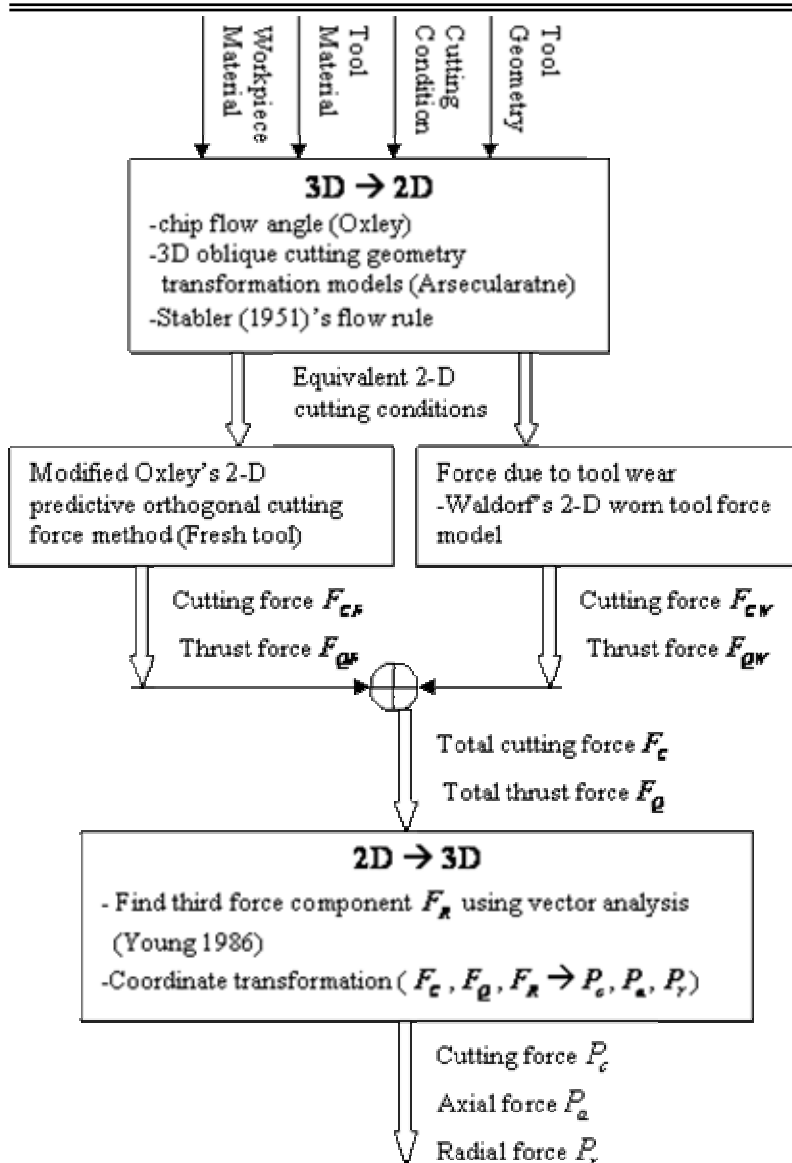 Workpiece
Material
Tool
Material
Cutting
Condition
Tool
Geometry
3D → 2D
-chip flow angle (Oxley)
-3D oblique cutting geometry
transformation models (Arsecularatne)
-Stabler (1951)'s flow rule
Equivalent 2-D
cutting conditions
Modified Oxley's 2-D
predictive orthogonal cutting
force method (Fresh tool)
Force due to tool wear
-Waldorf's 2-D worn tool force
model
Cutting force F_CF
Thrust force F_QF
Cutting force F_CW
Thrust force F_QW
Total cutting force F_C
Total thrust force F_Q
2D → 3D
- Find third force component F_R using vector analysis
(Young 1986)
-Coordinate transformation ( F_C , F_Q , F_R → P_c , P_a , P_r )
Cutting force P_c
Axial force P_a
Radial force P_r